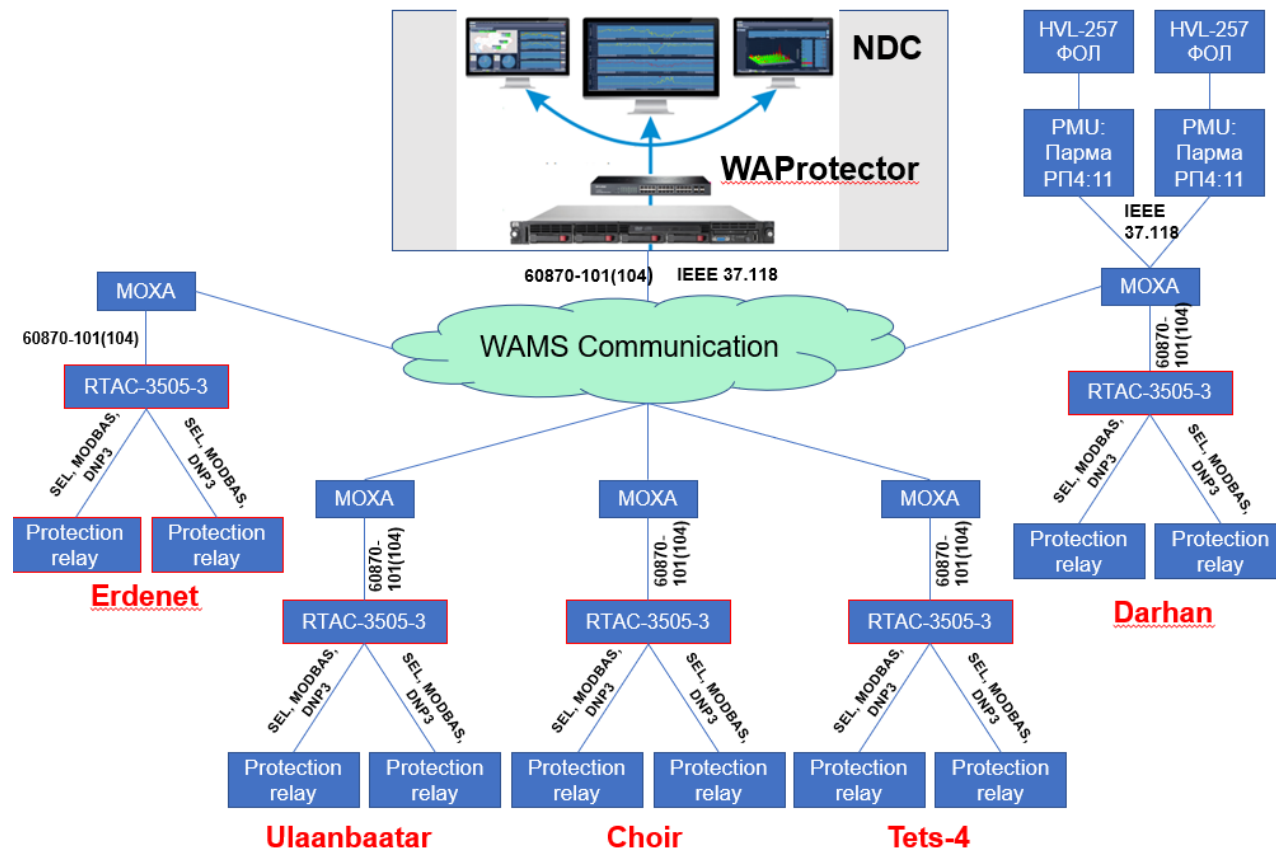 NDC
WAProtector
60870-101(104)
IEEE 37.118
WAMS Communication
HVL-257
ФОЛ
HVL-257
ФОЛ
PMU:
Парма
РП4:11
PMU:
Парма
РП4:11
IEEE
37.118
MOXA
60870-
101(104)
RTAC-3505-3
SEL, MODBAS,
DNP3
SEL, MODBAS,
DNP3
Protection
relay
Protection
relay
Darhan
MOXA
60870-101(104)
RTAC-3505-3
SEL, MODBAS,
DNP3
SEL, MODBAS,
DNP3
Protection
relay
Protection
relay
Erdenet
MOXA
60870-
101(104)
RTAC-3505-3
SEL, MODBAS,
DNP3
SEL, MODBAS,
DNP3
Protection
relay
Protection
relay
Ulaanbaatar
MOXA
60870-
101(104)
RTAC-3505-3
SEL, MODBAS,
DNP3
SEL, MODBAS,
DNP3
Protection
relay
Protection
relay
Choir
MOXA
60870-
101(104)
RTAC-3505-3
SEL, MODBAS,
DNP3
SEL, MODBAS,
DNP3
Protection
relay
Protection
relay
Tets-4